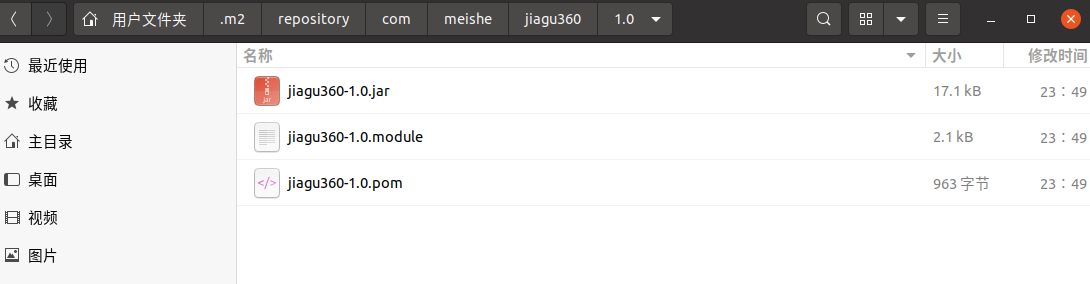 用户文件夹 .m2 repository com meishe jiagu360 1.0
名称 大小 修改时间
最近使用
收藏
主目录
桌面
视频
图片
jiagu360-1.0.jar 17.1 kB 23：49
jiagu360-1.0.module 2.1 kB 23：49
jiagu360-1.0.pom 963 字节 23：49